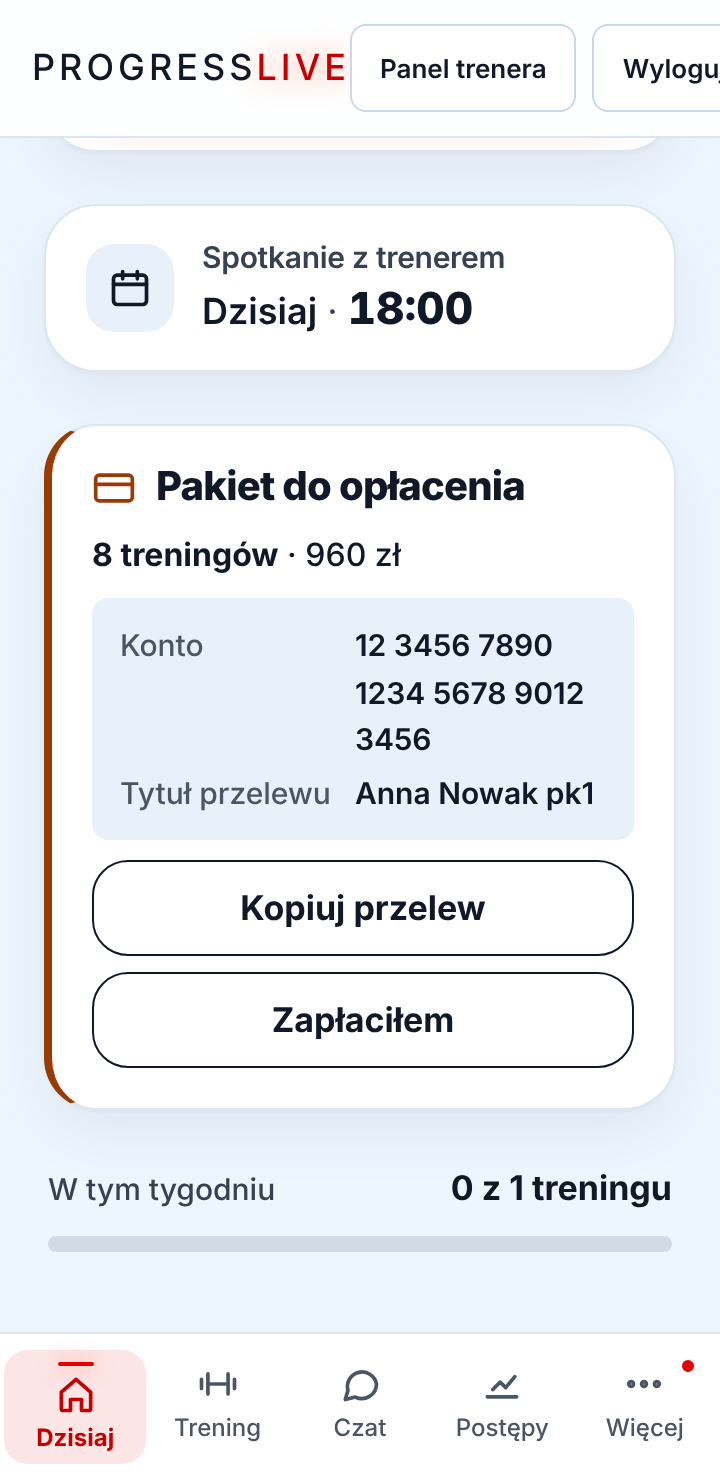 PROGRESSLIVE
Panel trenera
Spotkanie z trenerem
Dzisiaj · 18:00
Pakiet do opłacenia
8 treningów · 960 zł
Konto 12 3456 7890
1234 5678 9012
3456
Tytuł przelewu Anna Nowak pk1
Kopiuj przelew
Zapłaciłem
W tym tygodniu 0 z 1 treningu
Dzisiaj
Trening
Czat
Postępy
Więcej